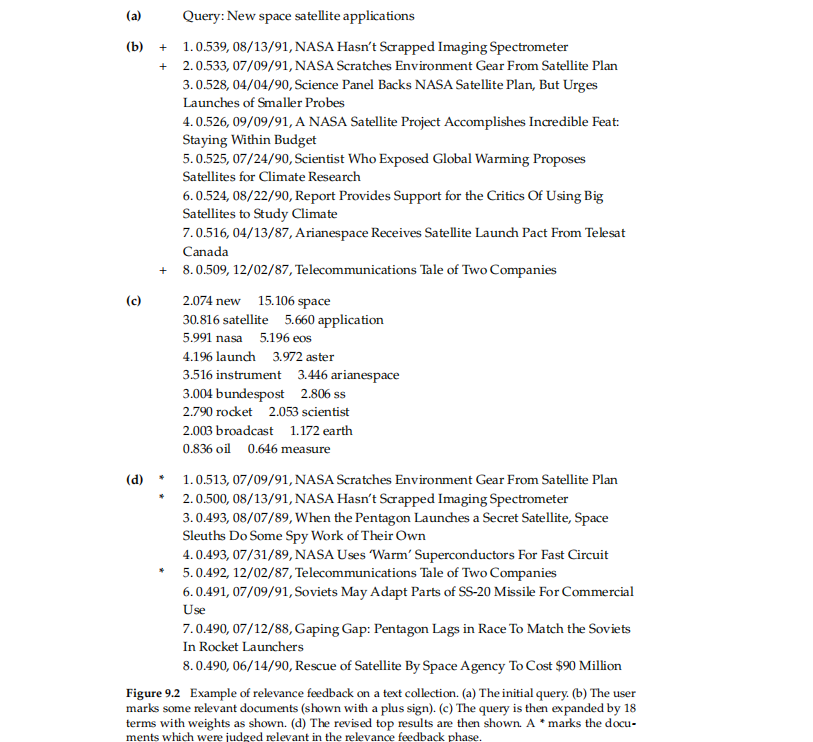 (a) Query: New space satellite applications
(b) + 1. 0.539, 08/13/91, NASA Hasn't Scrapped Imaging Spectrometer
+ 2. 0.533, 07/09/91, NASA Scratches Environment Gear From Satellite Plan
3. 0.528, 04/04/90, Science Panel Backs NASA Satellite Plan, But Urges
Launches of Smaller Probes
4. 0.526, 09/09/91, A NASA Satellite Project Accomplishes Incredible Feat:
Staying Within Budget
5. 0.525, 07/24/90, Scientist Who Exposed Global Warming Proposes
Satellites for Climate Research
6. 0.524, 08/22/90, Report Provides Support for the Critics Of Using Big
Satellites to Study Climate
7. 0.516, 04/13/87, Arianespace Receives Satellite Launch Pact From Telesat
Canada
+ 8. 0.509, 12/02/87, Telecommunications Tale of Two Companies
(c) 2.074 new 15.106 space
30.816 satellite 5.660 application
5.991 nasa 5.196 eos
4.196 launch 3.972 aster
3.516 instrument 3.446 arianespace
3.004 bundespost 2.806 ss
2.790 rocket 2.053 scientist
2.003 broadcast 1.172 earth
0.836 oil 0.646 measure
(d) * 1. 0.513, 07/09/91, NASA Scratches Environment Gear From Satellite Plan
* 2. 0.500, 08/13/91, NASA Hasn't Scrapped Imaging Spectrometer
3. 0.493, 08/07/89, When the Pentagon Launches a Secret Satellite, Space
Sleuths Do Some Spy Work of Their Own
4. 0.493, 07/31/89, NASA Uses 'Warm' Superconductors For Fast Circuit
* 5. 0.492, 12/02/87, Telecommunications Tale of Two Companies
6. 0.491, 07/09/91, Soviets May Adapt Parts of SS-20 Missile For Commercial
Use
7. 0.490, 07/12/88, Gaping Gap: Pentagon Lags in Race To Match the Soviets
In Rocket Launchers
8. 0.490, 06/14/90, Rescue of Satellite By Space Agency To Cost $90 Million
Figure 9.2 Example of relevance feedback on a text collection. (a) The initial query. (b) The user
marks some relevant documents (shown with a plus sign). (c) The query is then expanded by 18
terms with weights as shown. (d) The revised top results are then shown. A * marks the docu-
ments which were judged relevant in the relevance feedback phase.